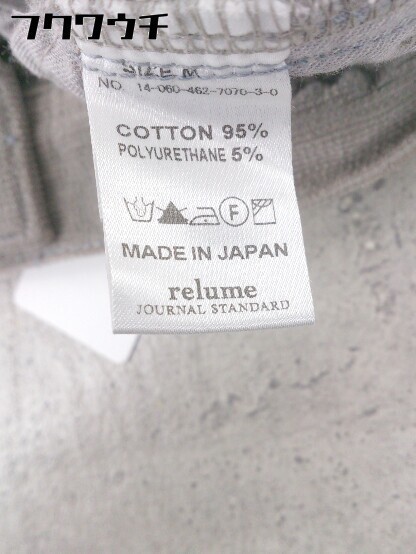 フクワウチ
SIZE M
NO. 14-060-462-7070-3-0
COTTON 95%
POLYURETHANE 5%
F
MADE IN JAPAN
relume
JOURNAL STANDARD